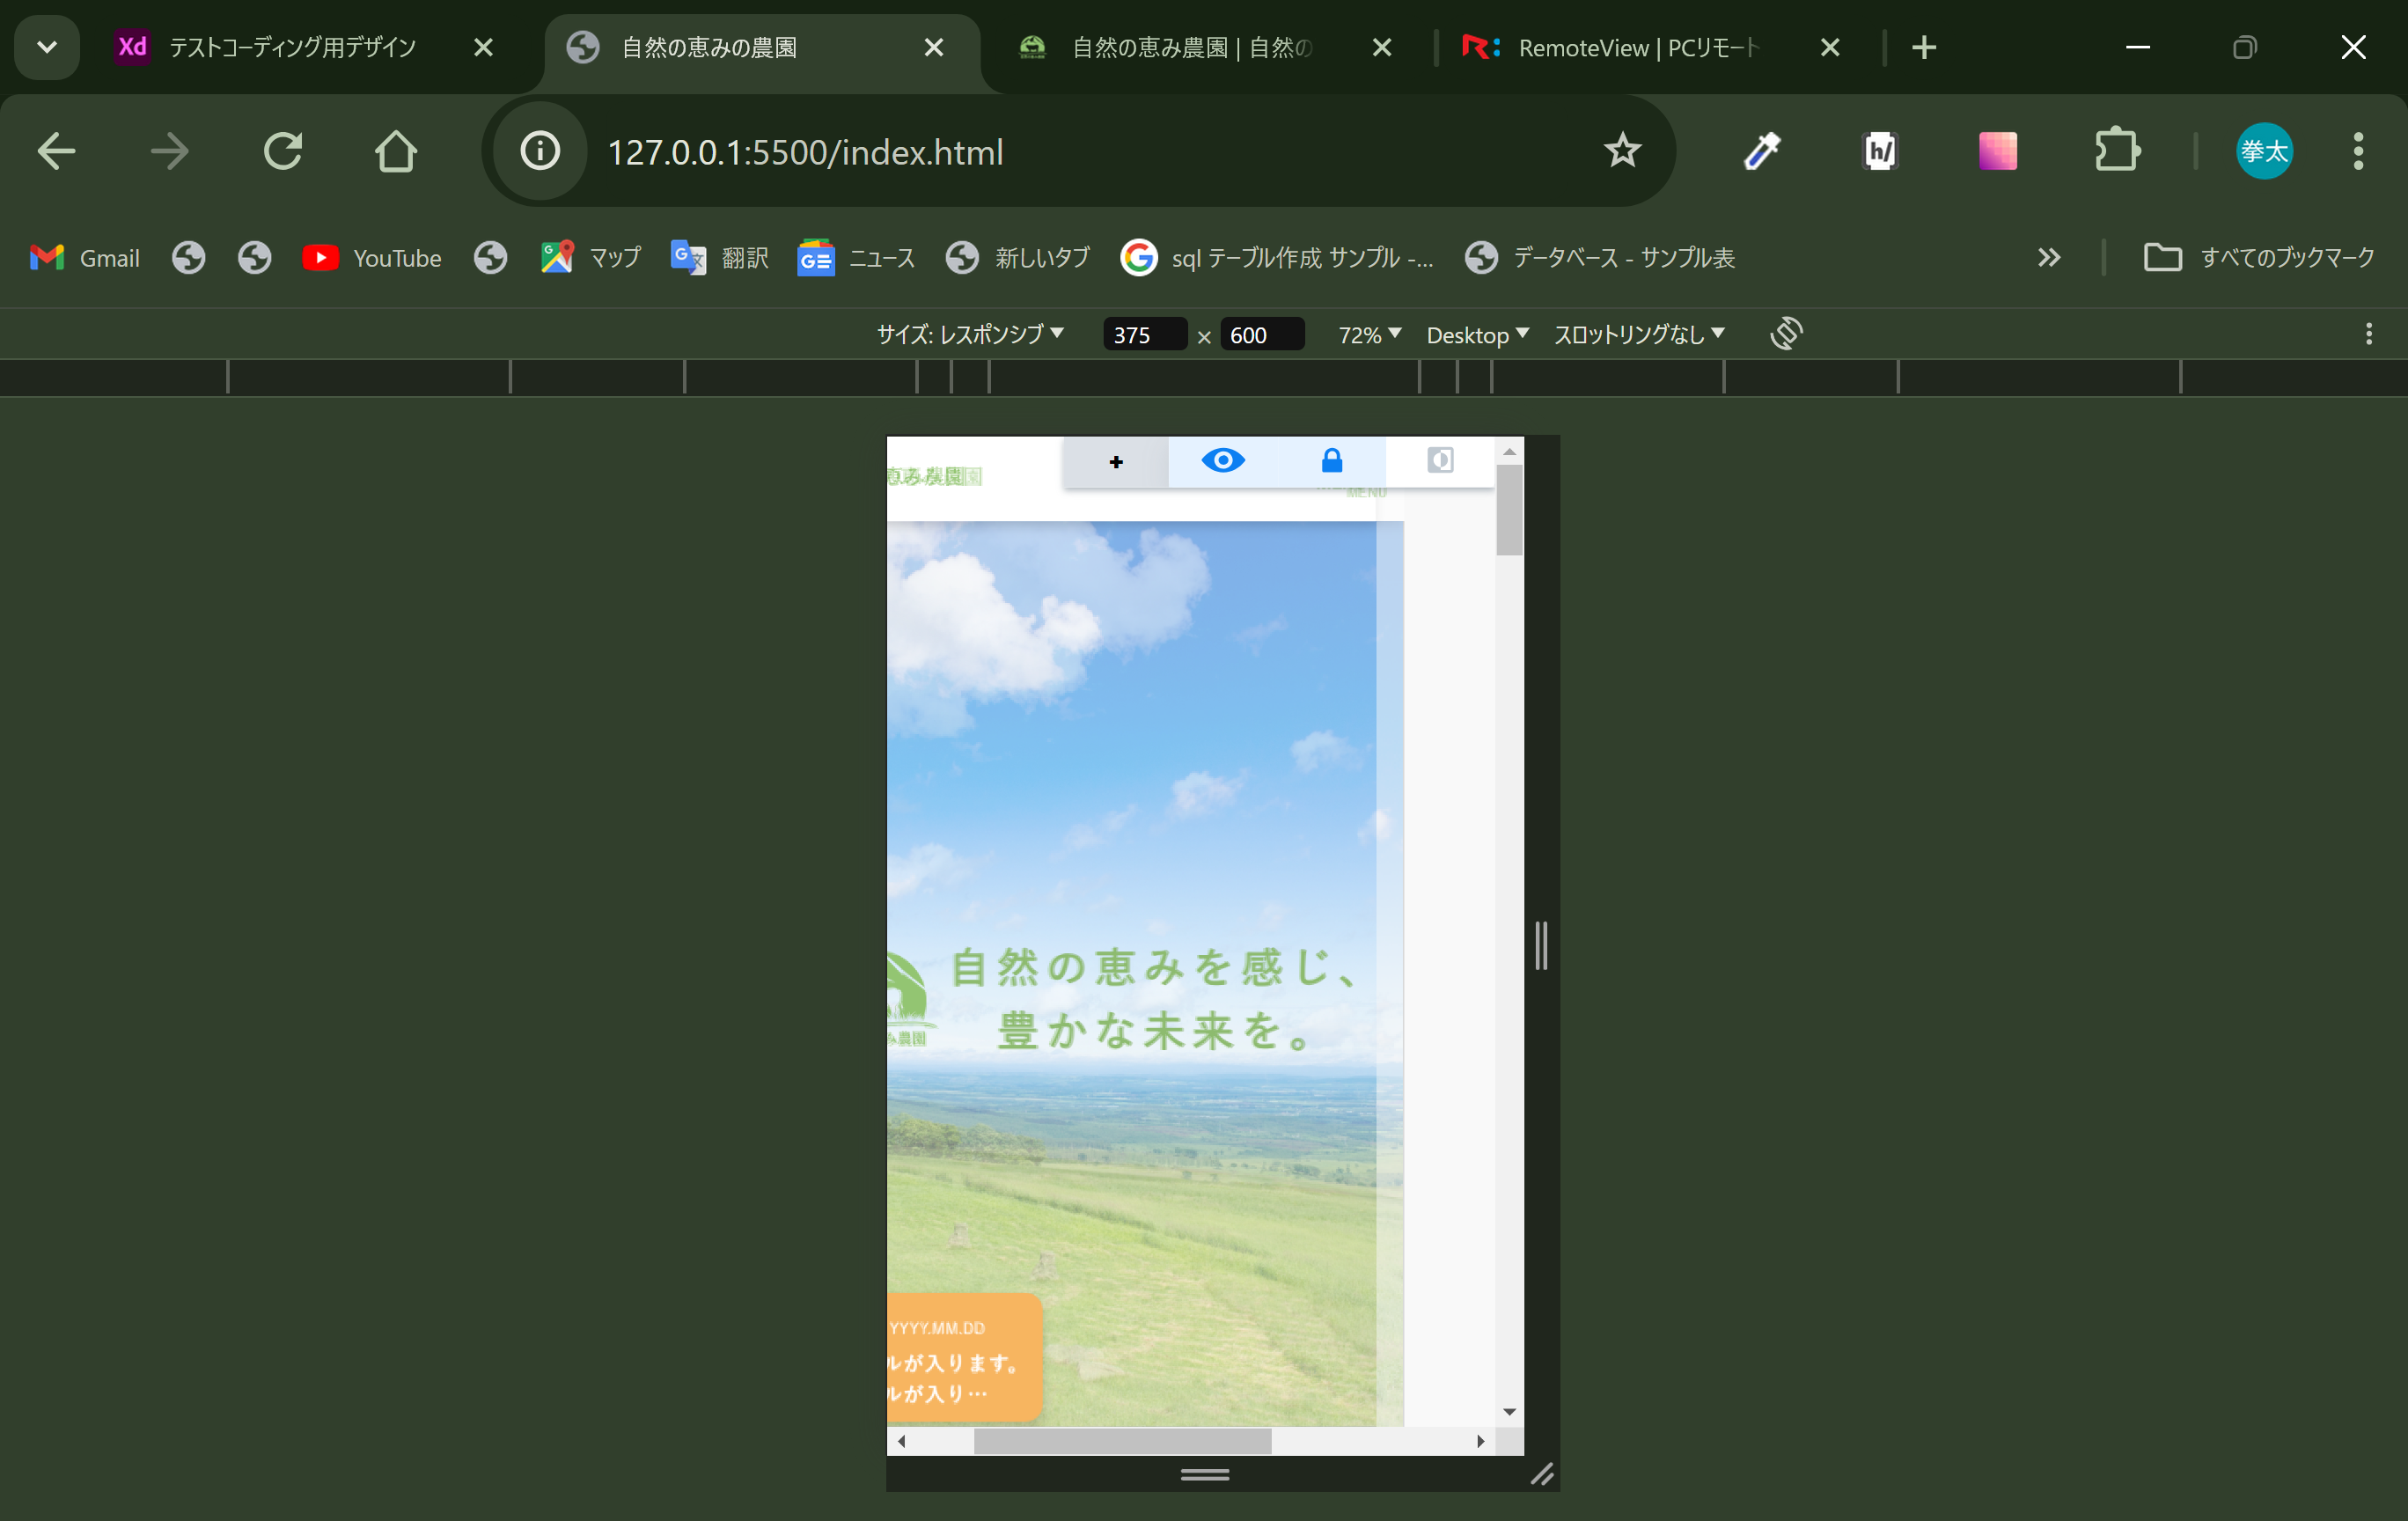 Xd テストコーディング用デザイン
自然の恵みの農園
自然の恵み農園 | 自然の
R: RemoteView | PCリモート
127.0.0.1:5500/index.html
h/
拳太
Gmail
YouTube
マップ
翻訳
ニュース
新しいタブ
sql テーブル作成 サンプル -...
データベース - サンプル表
すべてのブックマーク
サイズ: レスポンシブ
375 × 600
72%
Desktop
スロットリングなし
恵み農園
MENU
自然の恵みを感じ、
豊かな未来を。
農園
YYYY.MM.DD
ルが入ります。
ルが入り…